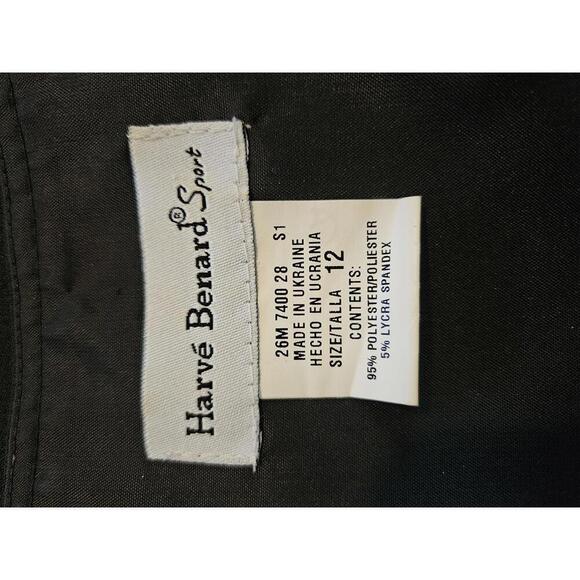 Harvé Benard® Sport
26M 7400 28 S1
MADE IN UKRAINE
HECHO EN UCRANIA
SIZE/TALLA 12
CONTENTS:
95% POLYESTER/POLIESTER
5% LYCRA SPANDEX